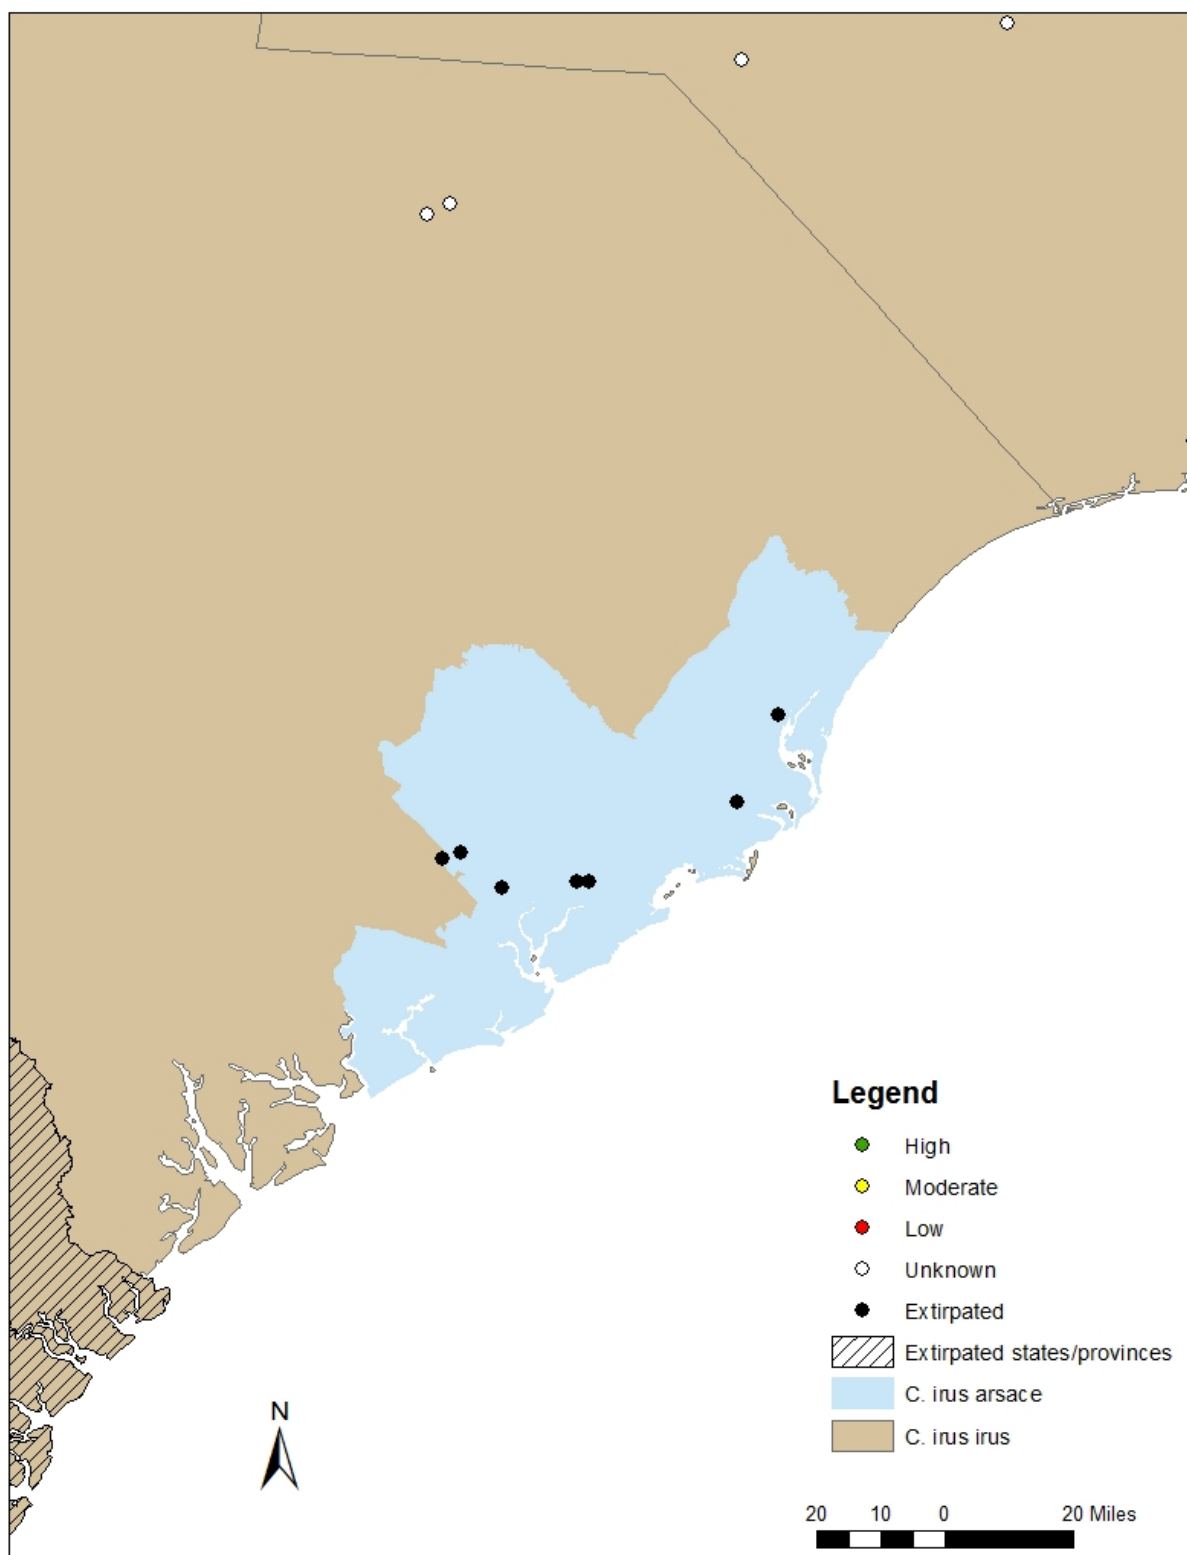 Legend
High
Moderate
Low
Unknown
Extirpated
Extirpated states/provinces
C. irus arsace
C. irus irus
N
20 10 0 20 Miles